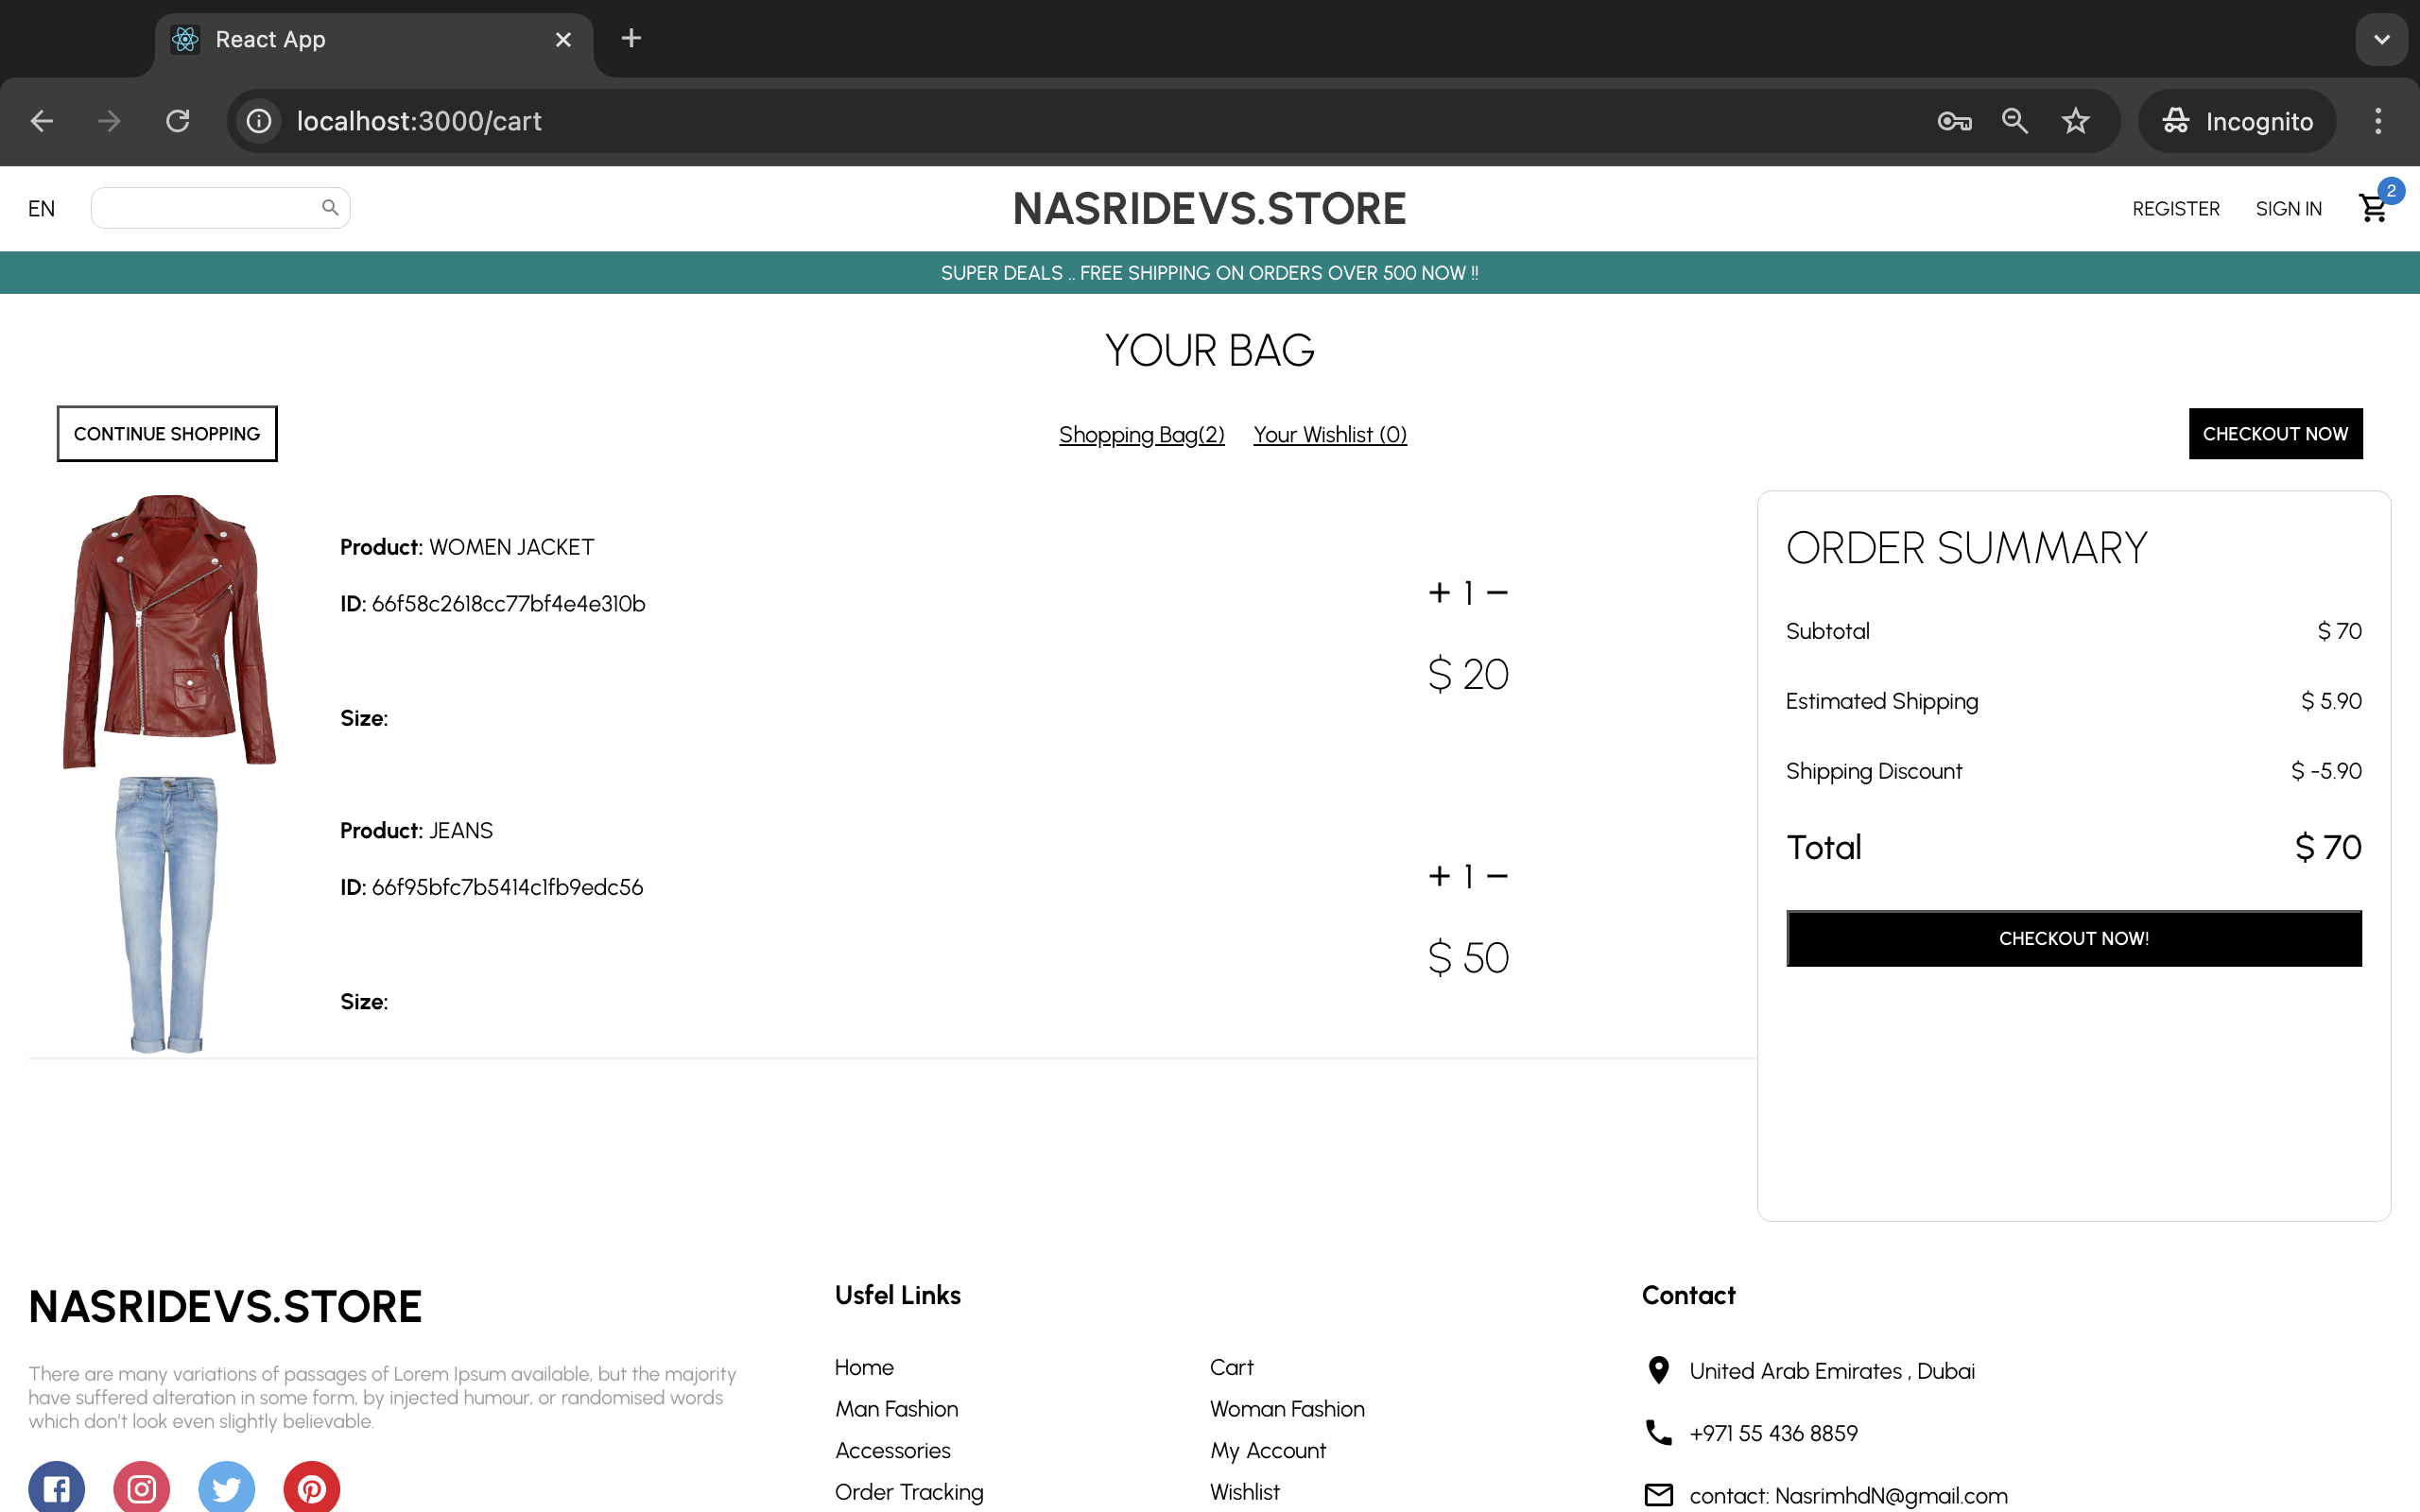 React App
localhost:3000/cart
Incognito
EN
NASRIDEVS.STORE
REGISTER
SIGN IN
2
SUPER DEALS .. FREE SHIPPING ON ORDERS OVER 500 NOW !!
YOUR BAG
CONTINUE SHOPPING
Shopping Bag(2)
Your Wishlist (0)
CHECKOUT NOW
Product: WOMEN JACKET
ID: 66f58c2618cc77bf4e4e310b
Size:
+ 1 −
$ 20
Product: JEANS
ID: 66f95bfc7b5414c1fb9edc56
Size:
+ 1 −
$ 50
ORDER SUMMARY
Subtotal $ 70
Estimated Shipping $ 5.90
Shipping Discount $ -5.90
Total $ 70
CHECKOUT NOW!
NASRIDEVS.STORE
There are many variations of passages of Lorem Ipsum available, but the majority
have suffered alteration in some form, by injected humour, or randomised words
which don't look even slightly believable.
Usfel Links
Home
Cart
Man Fashion
Woman Fashion
Accessories
My Account
Order Tracking
Wishlist
Contact
United Arab Emirates , Dubai
+971 55 436 8859
contact: NasrimhdN@gmail.com